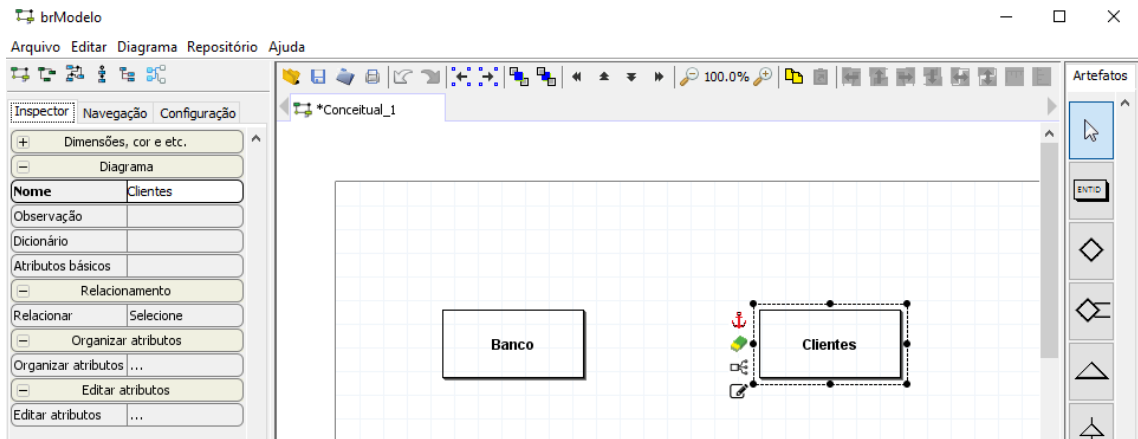 brModelo
Arquivo Editar Diagrama Repositório Ajuda
100.0%
Artefatos
Inspector Navegação Configuração
*Conceitual_1
Dimensões, cor e etc.
Diagrama
Nome Clientes
ENTID
Observação
Dicionário
Atributos básicos
Relacionamento
Relacionar Selecione
Organizar atributos
Organizar atributos ...
Editar atributos
Editar atributos ...
Banco
Clientes